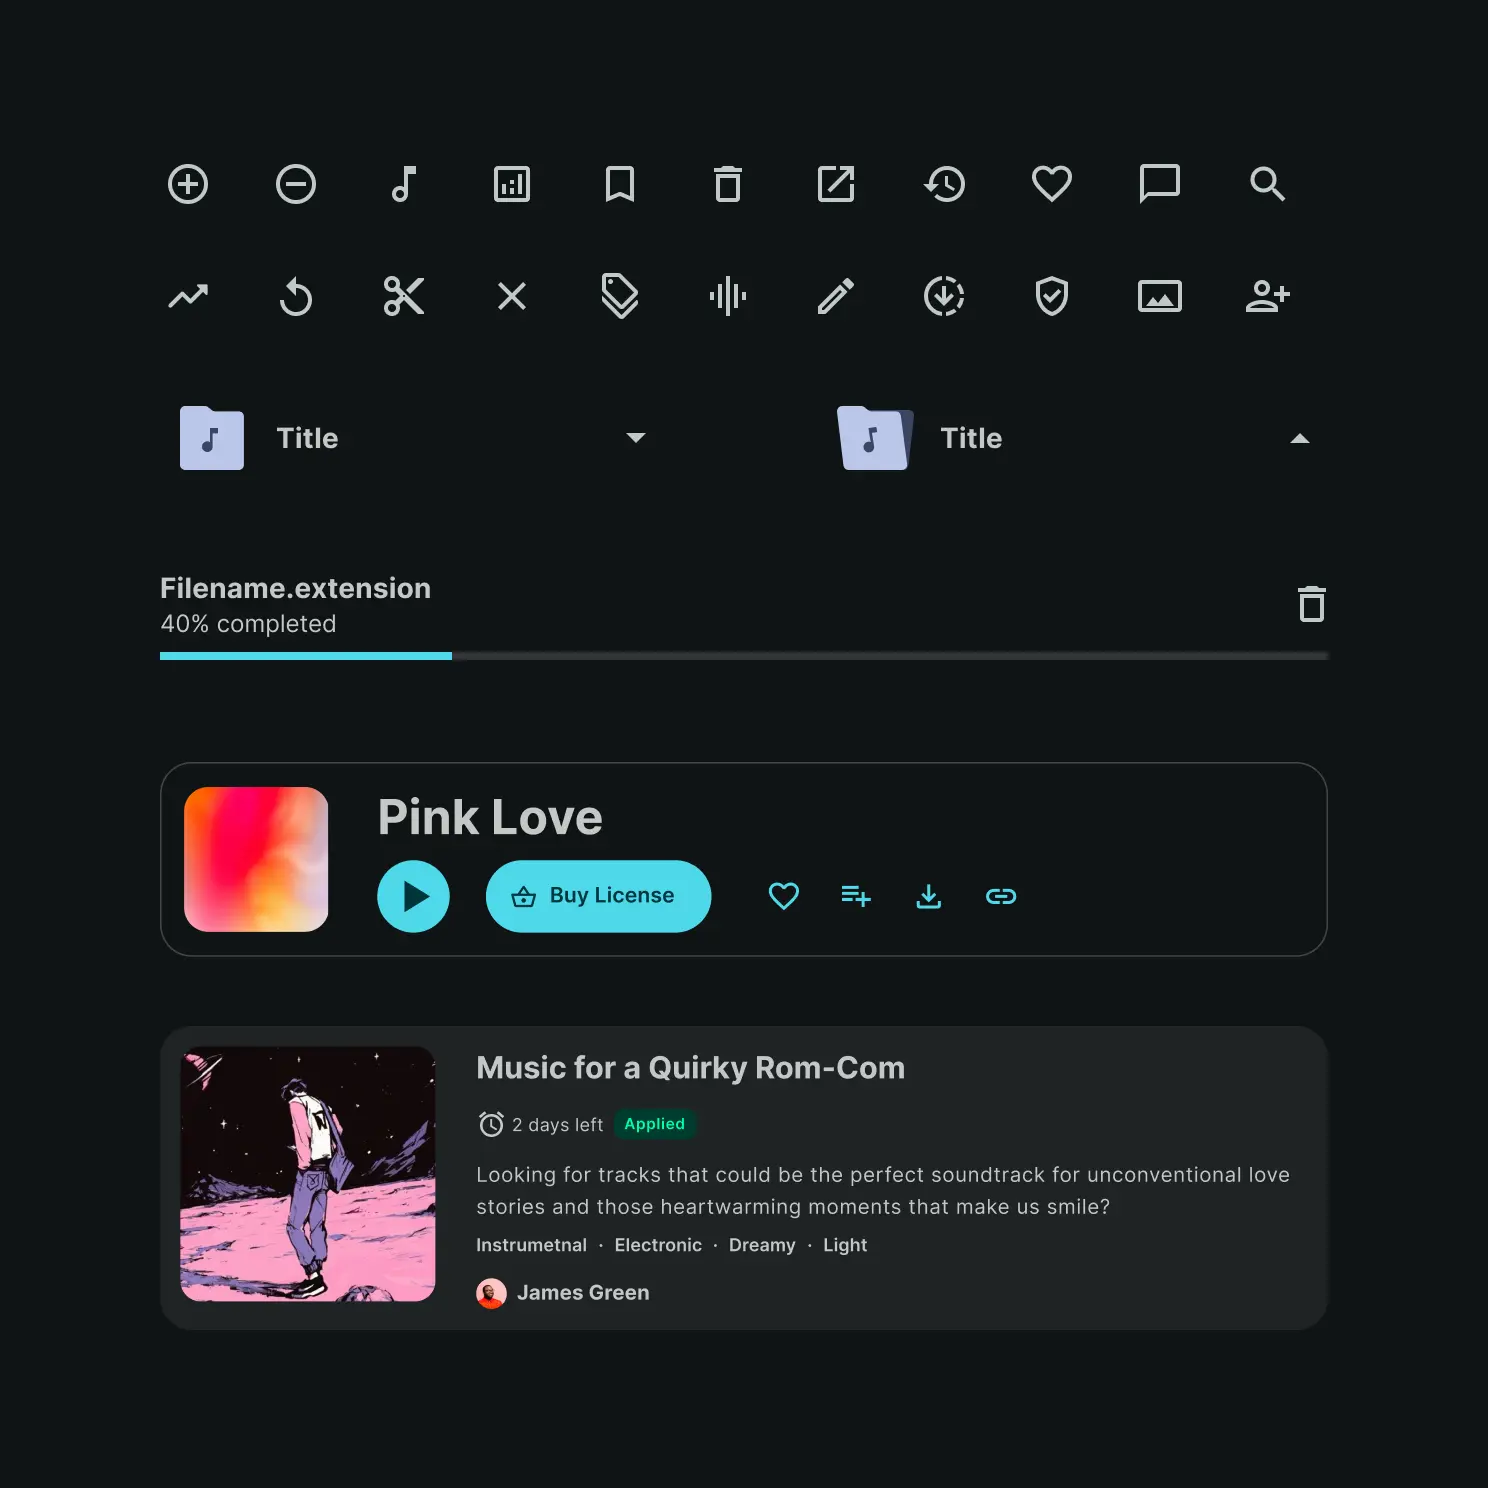 Title
Title
Filename.extension
40% completed
Pink Love
Buy License
Music for a Quirky Rom-Com
2 days left Applied
Looking for tracks that could be the perfect soundtrack for unconventional love
stories and those heartwarming moments that make us smile?
Instrumetnal · Electronic · Dreamy · Light
James Green